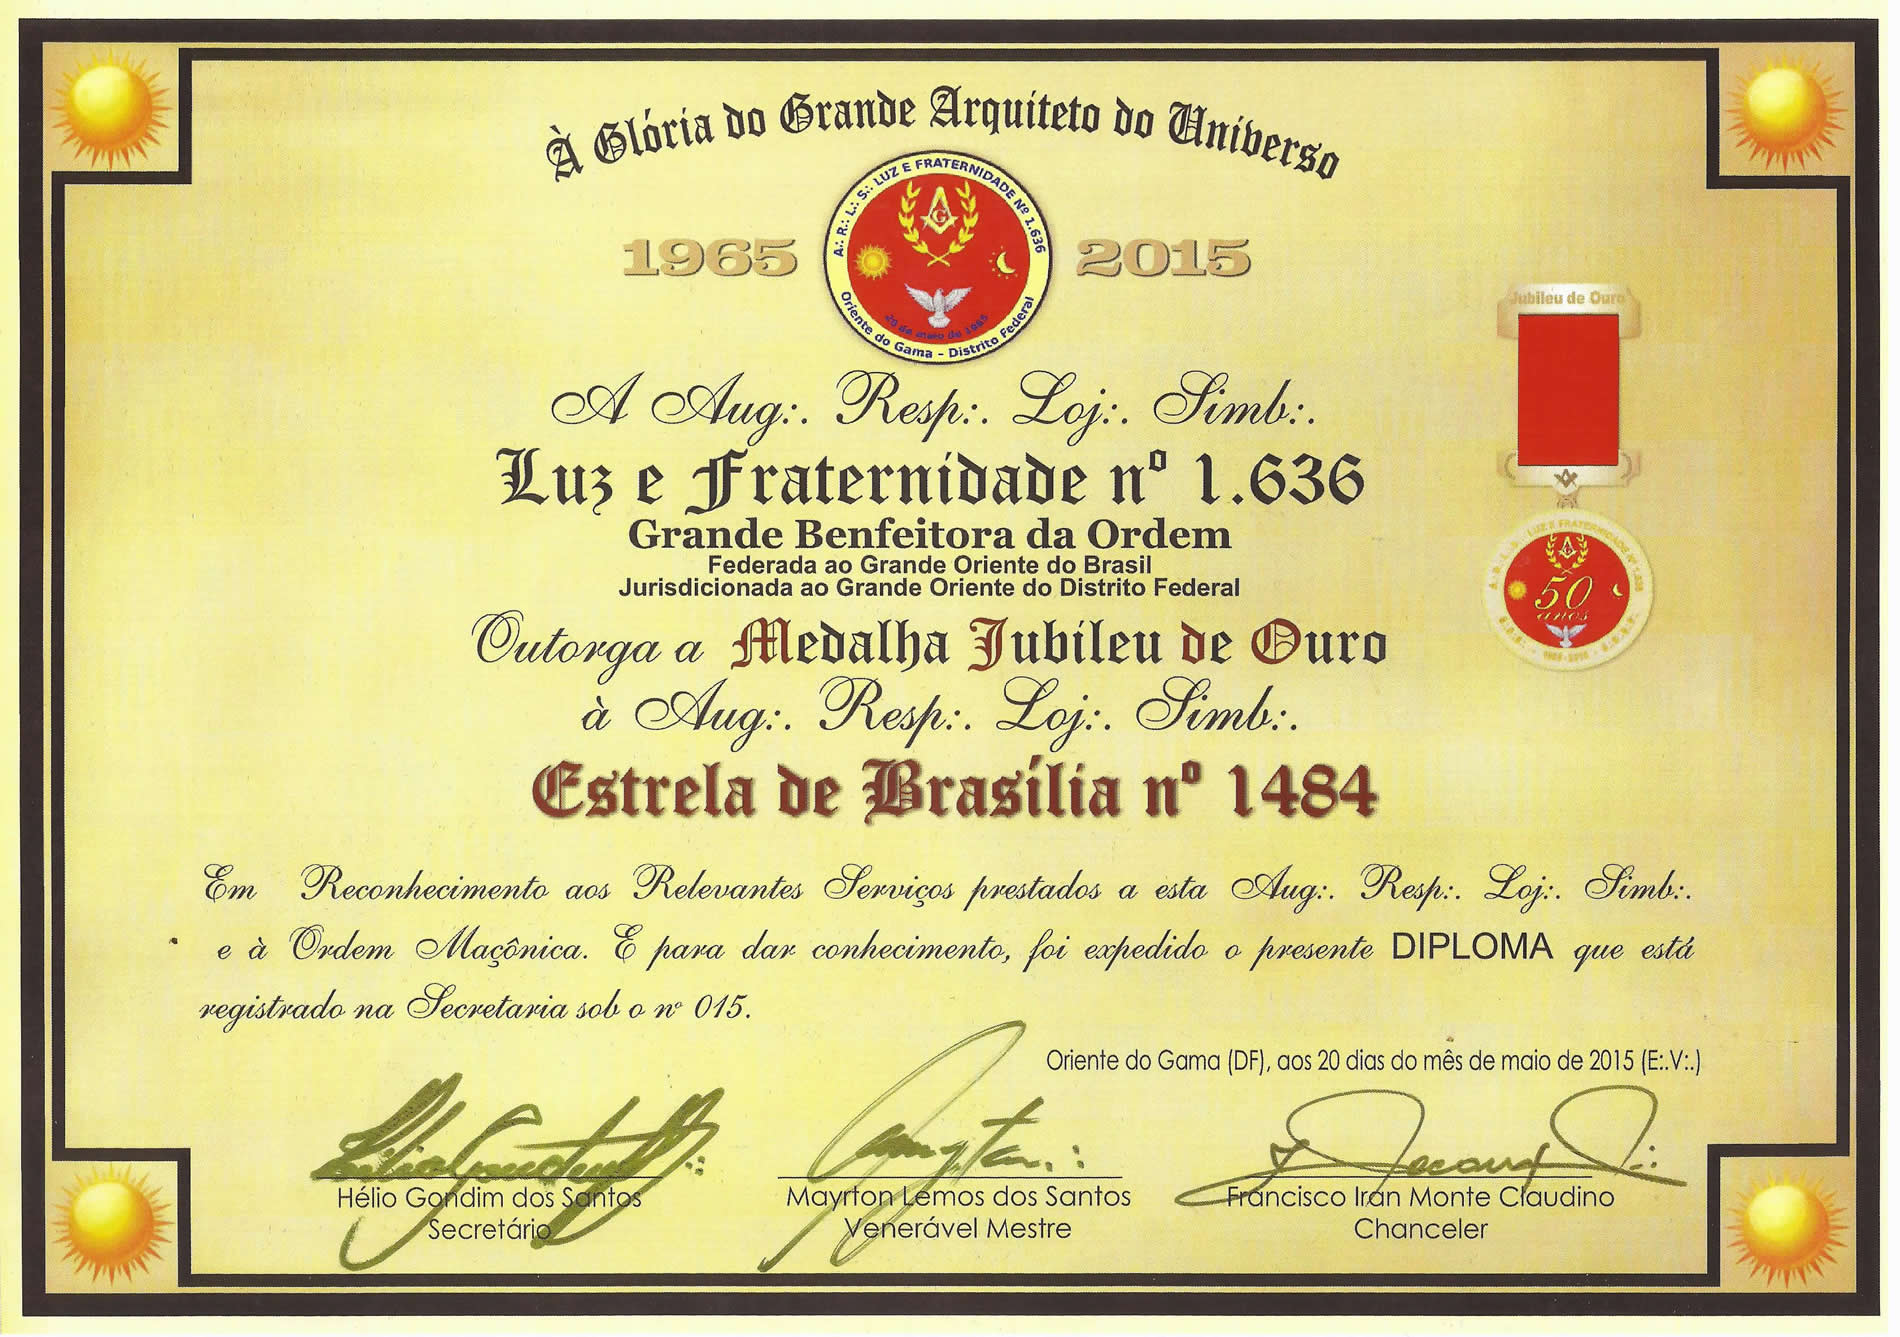 À Glória do Grande Arquiteto do Universo
1965
A∴ R∴ L∴ S∴ LUZ E FRATERNIDADE Nº 1.636
G
20 de maio de 1965
Oriente do Gama - Distrito Federal
2015
Jubileu de Ouro
A Aug:. Resp:. Loj:. Simb:.
Luz e Fraternidade nº 1.636
Grande Benfeitora da Ordem
Federada ao Grande Oriente do Brasil
Jurisdicionada ao Grande Oriente do Distrito Federal
50
anos
Outorga a Medalha Jubileu de Ouro
à Aug:. Resp:. Loj:. Simb:.
Estrela de Brasília nº 1484
Em Reconhecimento aos Relevantes Serviços prestados a esta Aug:. Resp:. Loj:. Simb:.
e à Ordem Maçônica. E para dar conhecimento, foi expedido o presente DIPLOMA que está
registrado na Secretaria sob o nº 015.
Oriente do Gama (DF), aos 20 dias do mês de maio de 2015 (E:.V:.)
Hélio Gondim dos Santos
Secretário
Mayrton Lemos dos Santos
Venerável Mestre
Francisco Iran Monte Claudino
Chanceler